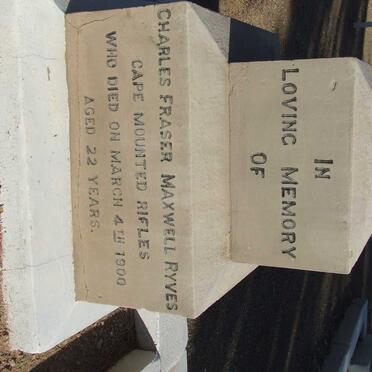 IN
LOVING MEMORY
OF
CHARLES FRASER MAXWELL RYVES
CAPE MOUNTED RIFLES
WHO DIED ON MARCH 4TH 1900
AGED 22 YEARS.